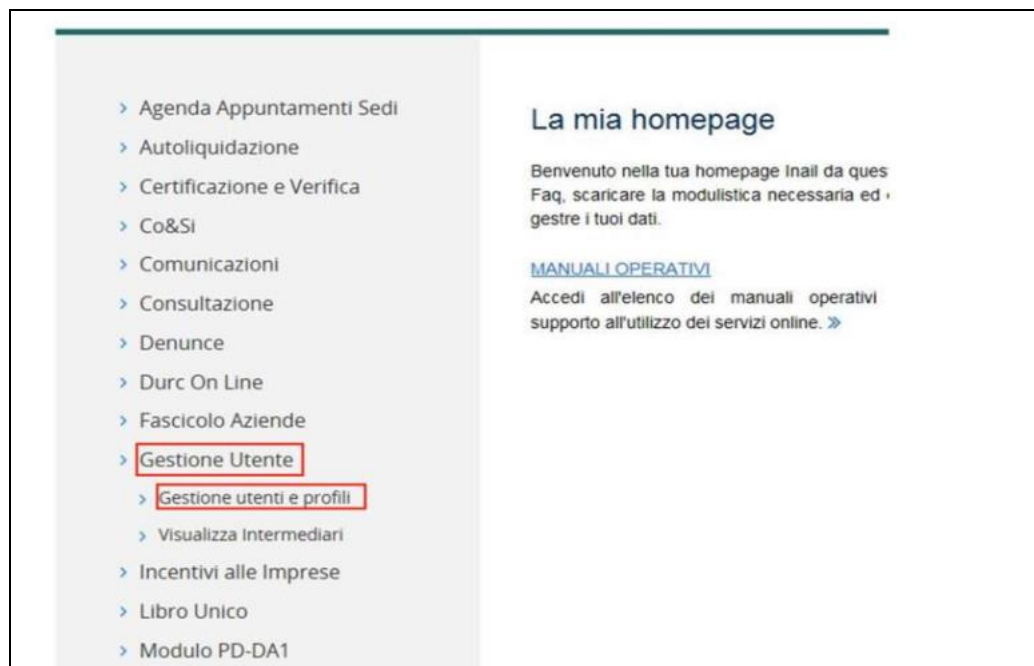 Agenda Appuntamenti Sedi
Autoliquidazione
Certificazione e Verifica
Co&Si
Comunicazioni
Consultazione
Denunce
Durc On Line
Fascicolo Aziende
Gestione Utente
Gestione utenti e profili
Visualizza Intermediari
Incentivi alle Imprese
Libro Unico
Modulo PD-DA1
La mia homepage
Benvenuto nella tua homepage Inail da ques
Faq, scaricare la modulistica necessaria ed
gestre i tuoi dati.
MANUALI OPERATIVI
Accedi all'elenco dei manuali operativi
supporto all'utilizzo dei servizi online. »